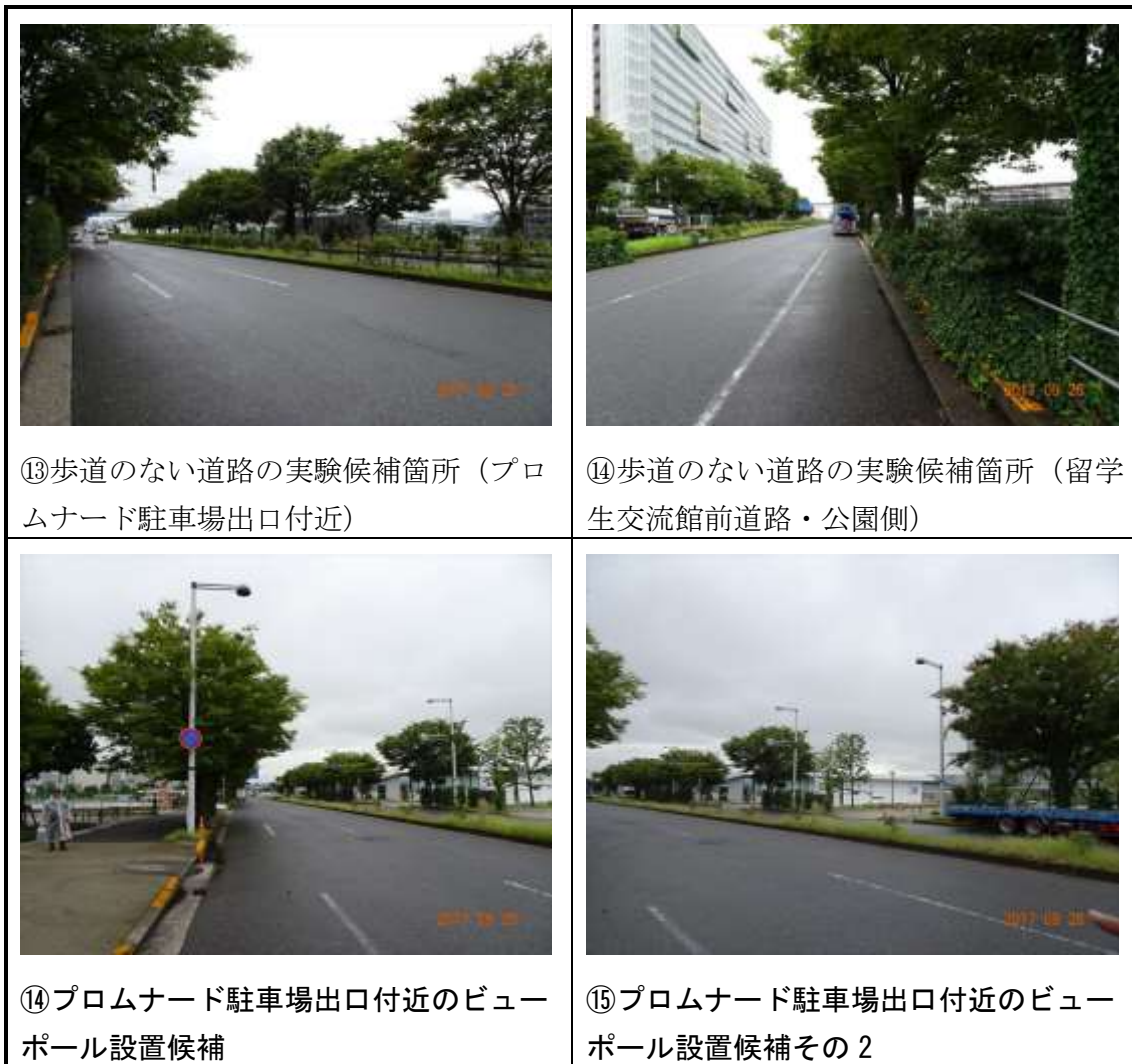 2017 09 26
⑬歩道のない道路の実験候補箇所（プロ
ムナード駐車場出口付近）
⑭歩道のない道路の実験候補箇所（留学
生交流館前道路・公園側）
⑭プロムナード駐車場出口付近のビュー
ポール設置候補
⑮プロムナード駐車場出口付近のビュー
ポール設置候補その 2